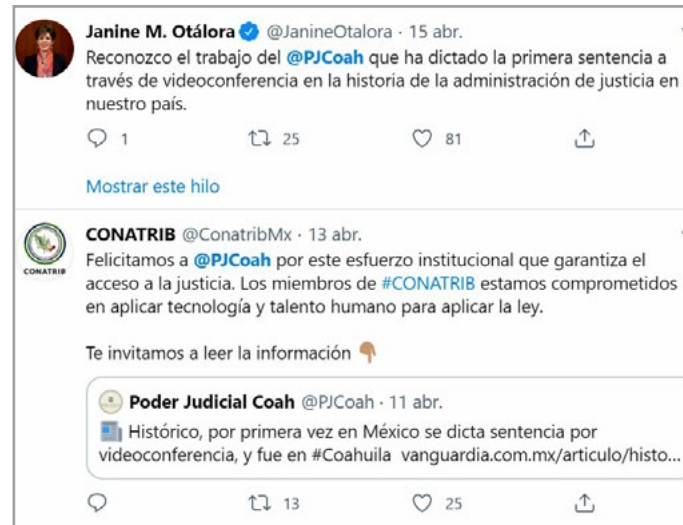 Janine M. Otálora @JanineOtalora · 15 abr.
Reconozco el trabajo del @PJCoah que ha dictado la primera sentencia a
través de videoconferencia en la historia de la administración de justicia en
nuestro país.
1 25 81
Mostrar este hilo
CONATRIB @ConatribMx · 13 abr.
CONATRIB
Felicitamos a @PJCoah por este esfuerzo institucional que garantiza el
acceso a la justicia. Los miembros de #CONATRIB estamos comprometidos
en aplicar tecnología y talento humano para aplicar la ley.
Te invitamos a leer la información 👇🏽
Poder Judicial Coah @PJCoah · 11 abr.
📰 Histórico, por primera vez en México se dicta sentencia por
videoconferencia, y fue en #Coahuila vanguardia.com.mx/articulo/histo...
13 25